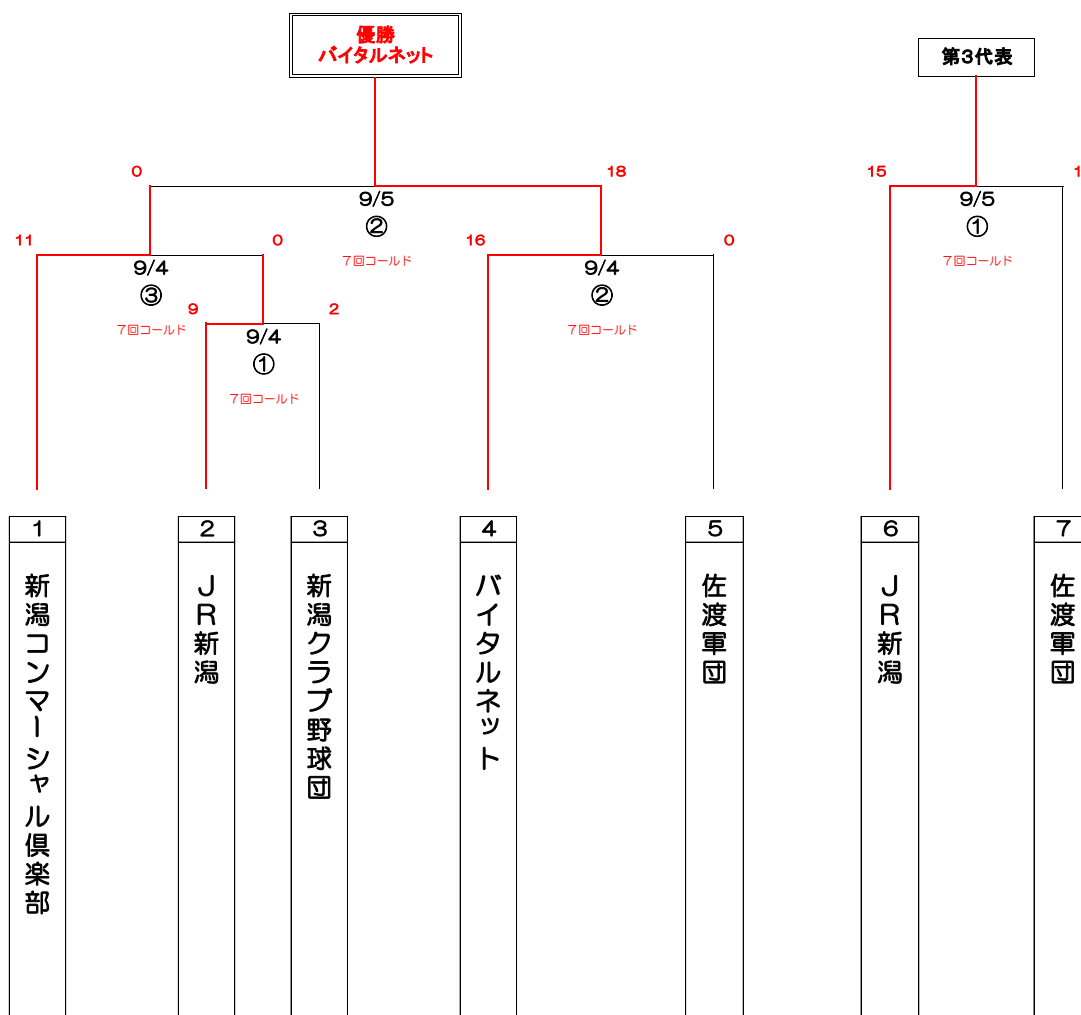 優勝
バイタルネット
第3代表
0
18
15
1
9/5
②
7回コールド
9/5
①
7回コールド
11
0
16
0
9/4
③
7回コールド
9/4
②
7回コールド
9
2
9/4
①
7回コールド
1
2
3
4
5
6
7
新潟コンマーシャル倶楽部
JR新潟
新潟クラブ野球団
バイタルネット
佐渡軍団
JR新潟
佐渡軍団